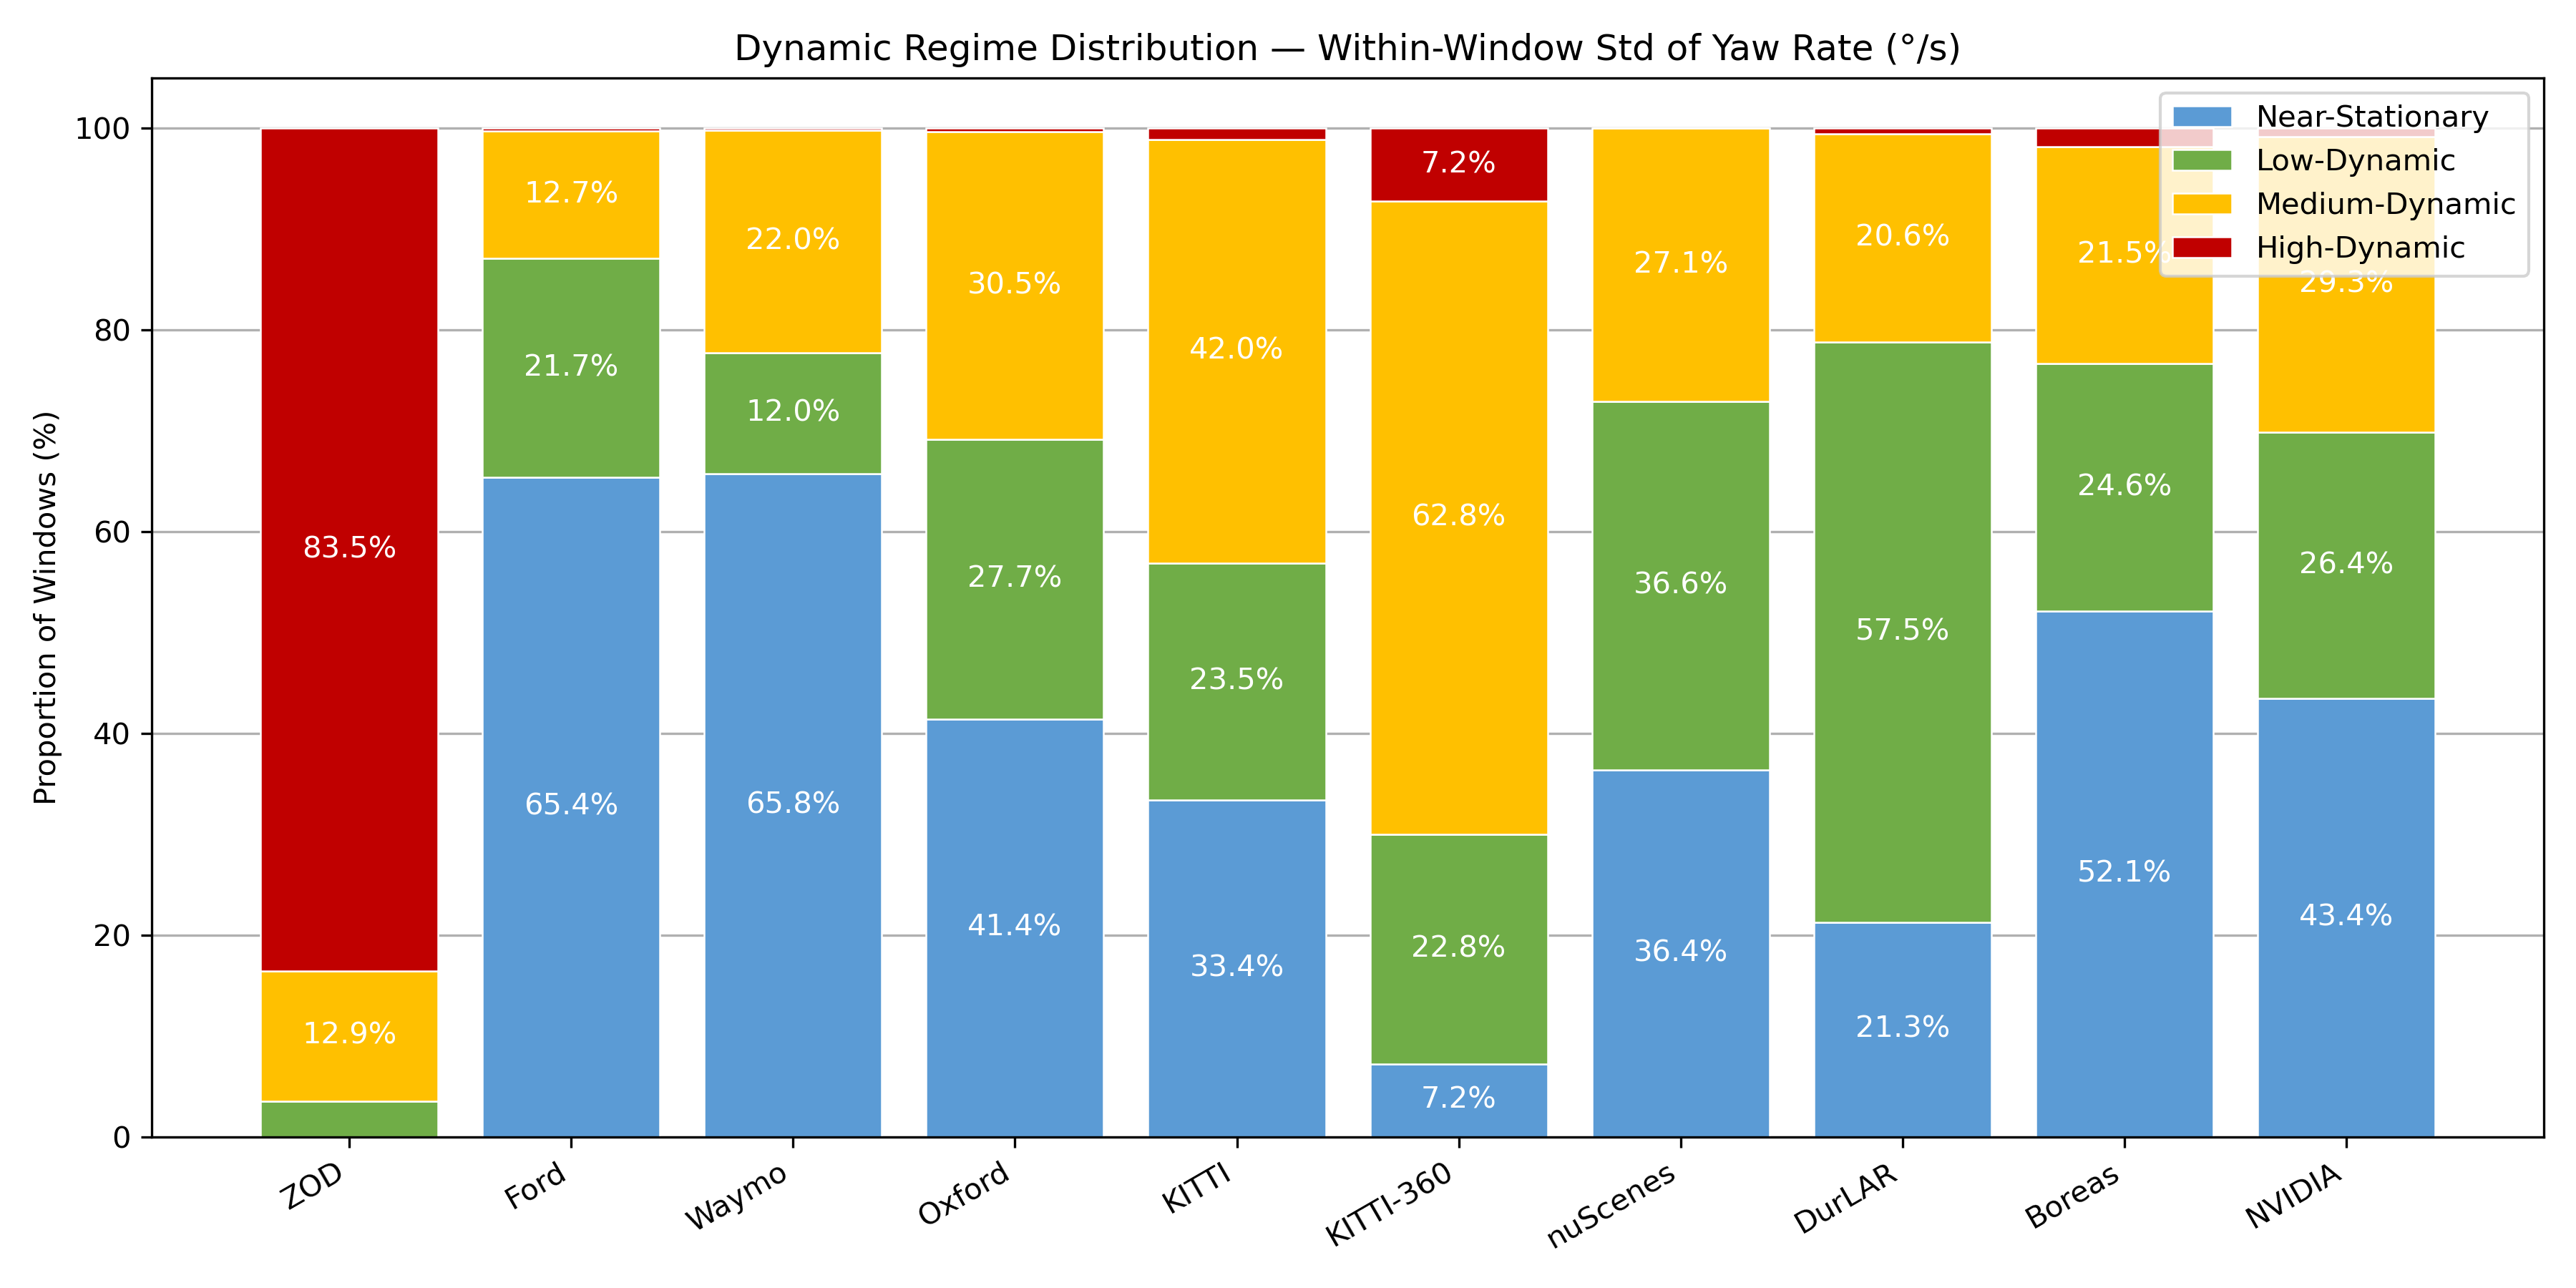 Dynamic Regime Distribution — Within-Window Std of Yaw Rate (°/s)
Proportion of Windows (%)
100
80
60
40
20
0
Near-Stationary
Low-Dynamic
Medium-Dynamic
High-Dynamic
83.5%
12.9%
12.7%
21.7%
65.4%
22.0%
12.0%
65.8%
30.5%
27.7%
41.4%
42.0%
23.5%
33.4%
7.2%
62.8%
22.8%
7.2%
27.1%
36.6%
36.4%
20.6%
57.5%
21.3%
21.5%
24.6%
52.1%
29.3%
26.4%
43.4%
ZOD
Ford
Waymo
Oxford
KITTI
KITTI-360
nuScenes
DurLAR
Boreas
NVIDIA